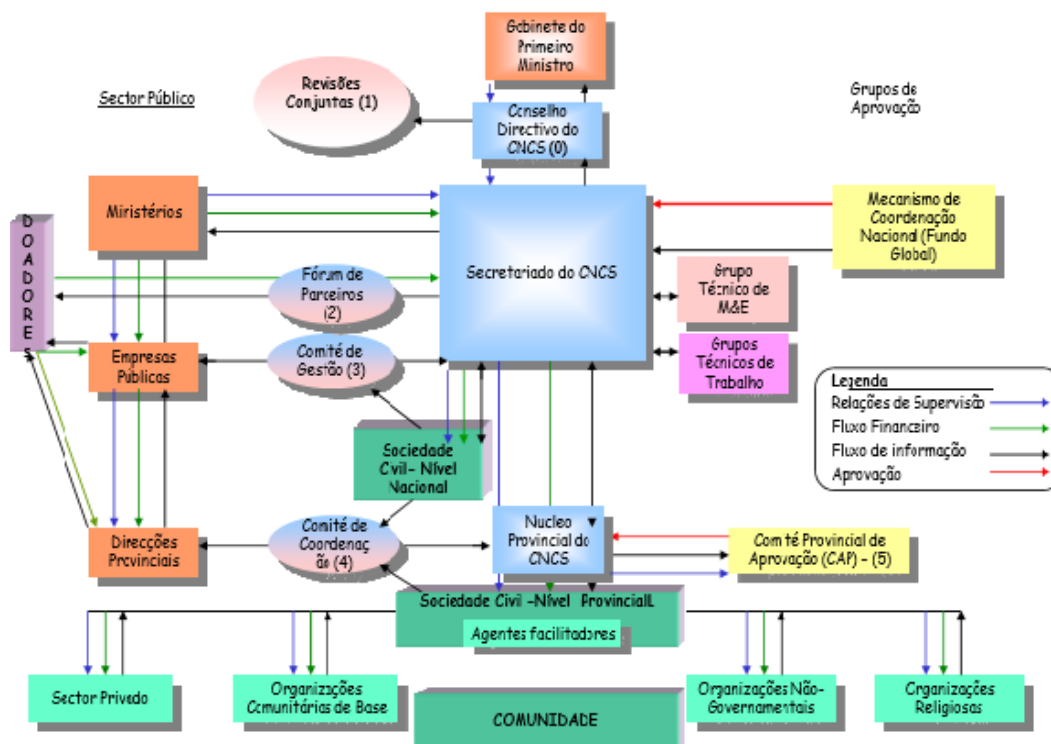 Gabinete do
Primeiro
Ministro
Revisões
Conjuntas (1)
Sector Público
Grupos de
Aprovação
Conselho
Directivo do
CNCS (0)
Ministérios
Secretariado do CNCS
Mecanismo de
Coordenação
Nacional (Fundo
Global)
DOADORES
Fórum de
Parceiros
(2)
Grupo
Técnico de
M&E
Empresas
Públicas
Comité de
Gestão (3)
Grupos
Técnicos de
Trabalho
Legenda
Relações de Supervisão
Fluxo Financeiro
Fluxo de informação
Aprovação
Sociedade
Civil- Nível
Nacional
Direcções
Provinciais
Comité de
Coordenaç
ão (4)
Nucleo
Provincial do
CNCS
Comité Provincial de
Aprovação (CAP) - (5)
Sociedade Civil -Nível ProvincialL
Agentes facilitadores
Sector Privado
Organizações
Comunitárias de Base
COMUNIDADE
Organizações Não-
Governamentais
Organizações
Religiosas